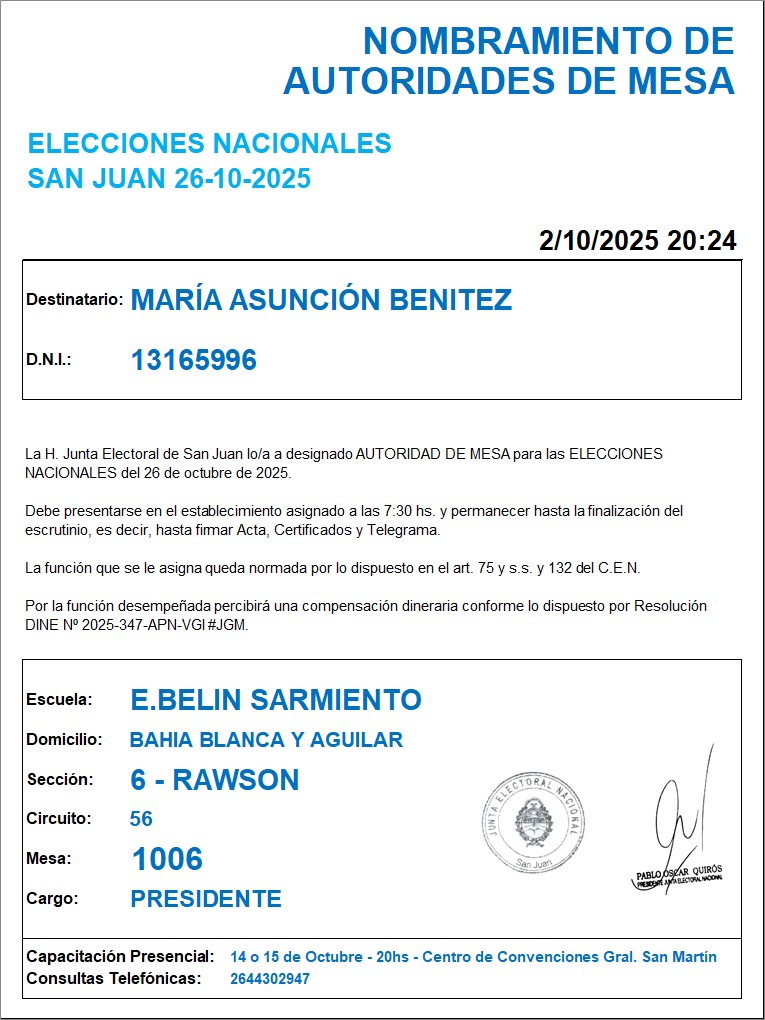 NOMBRAMIENTO DE
AUTORIDADES DE MESA
ELECCIONES NACIONALES
SAN JUAN 26-10-2025
2/10/2025 20:24
Destinatario: MARÍA ASUNCIÓN BENITEZ
D.N.I.: 13165996
La H. Junta Electoral de San Juan lo/a a designado AUTORIDAD DE MESA para las ELECCIONES
NACIONALES del 26 de octubre de 2025.
Debe presentarse en el establecimiento asignado a las 7:30 hs. y permanecer hasta la finalización del
escrutinio, es decir, hasta firmar Acta, Certificados y Telegrama.
La función que se le asigna queda normada por lo dispuesto en el art. 75 y s.s. y 132 del C.E.N.
Por la función desempeñada percibirá una compensación dineraria conforme lo dispuesto por Resolución
DINE Nº 2025-347-APN-VGI#JGM.
Escuela: E.BELIN SARMIENTO
Domicilio: BAHIA BLANCA Y AGUILAR
Sección: 6 - RAWSON
Circuito: 56
Mesa: 1006
Cargo: PRESIDENTE
JUNTA ELECTORAL NACIONAL
San Juan
PABLO OSCAR QUIRÓS
PRESIDENTE JUNTA ELECTORAL NACIONAL
Capacitación Presencial: 14 o 15 de Octubre - 20hs - Centro de Convenciones Gral. San Martín
Consultas Telefónicas: 2644302947